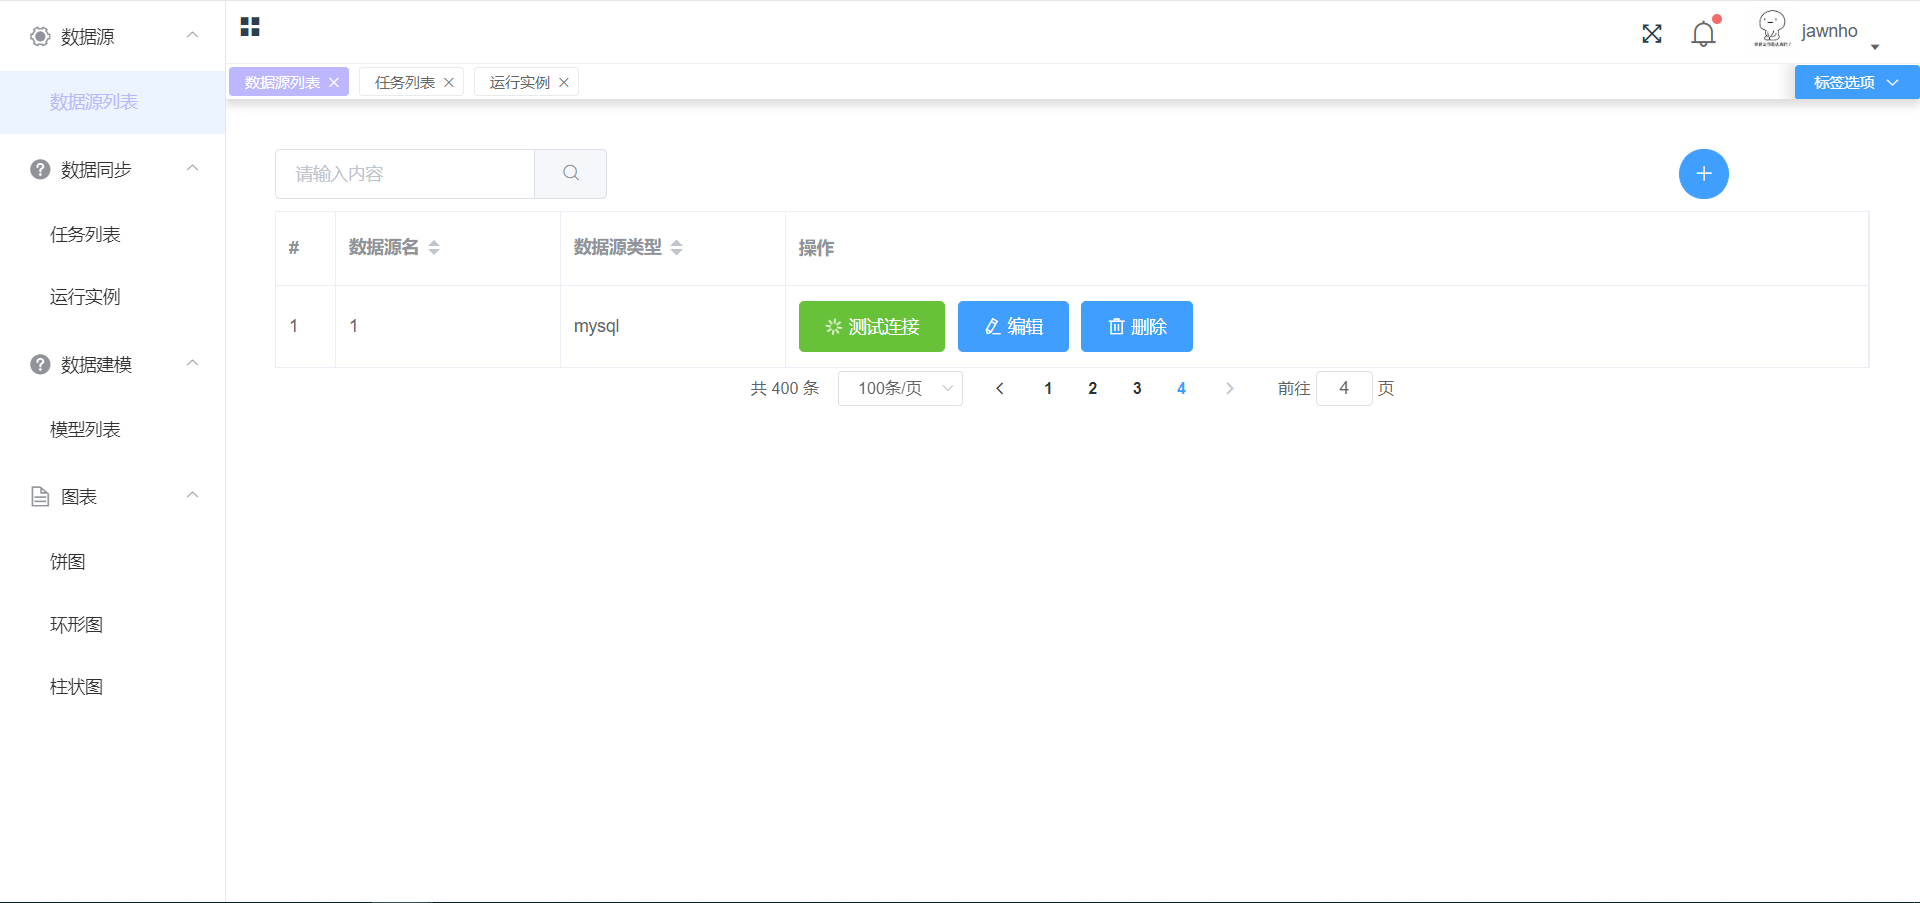 数据源
数据源列表
数据同步
任务列表
运行实例
数据建模
模型列表
图表
饼图
环形图
柱状图
jawnho
数据源列表
任务列表
运行实例
标签选项
请输入内容
# 数据源名 数据源类型 操作
1 1 mysql 测试连接 编辑 删除
共 400 条 100条/页 1 2 3 4 前往 4 页